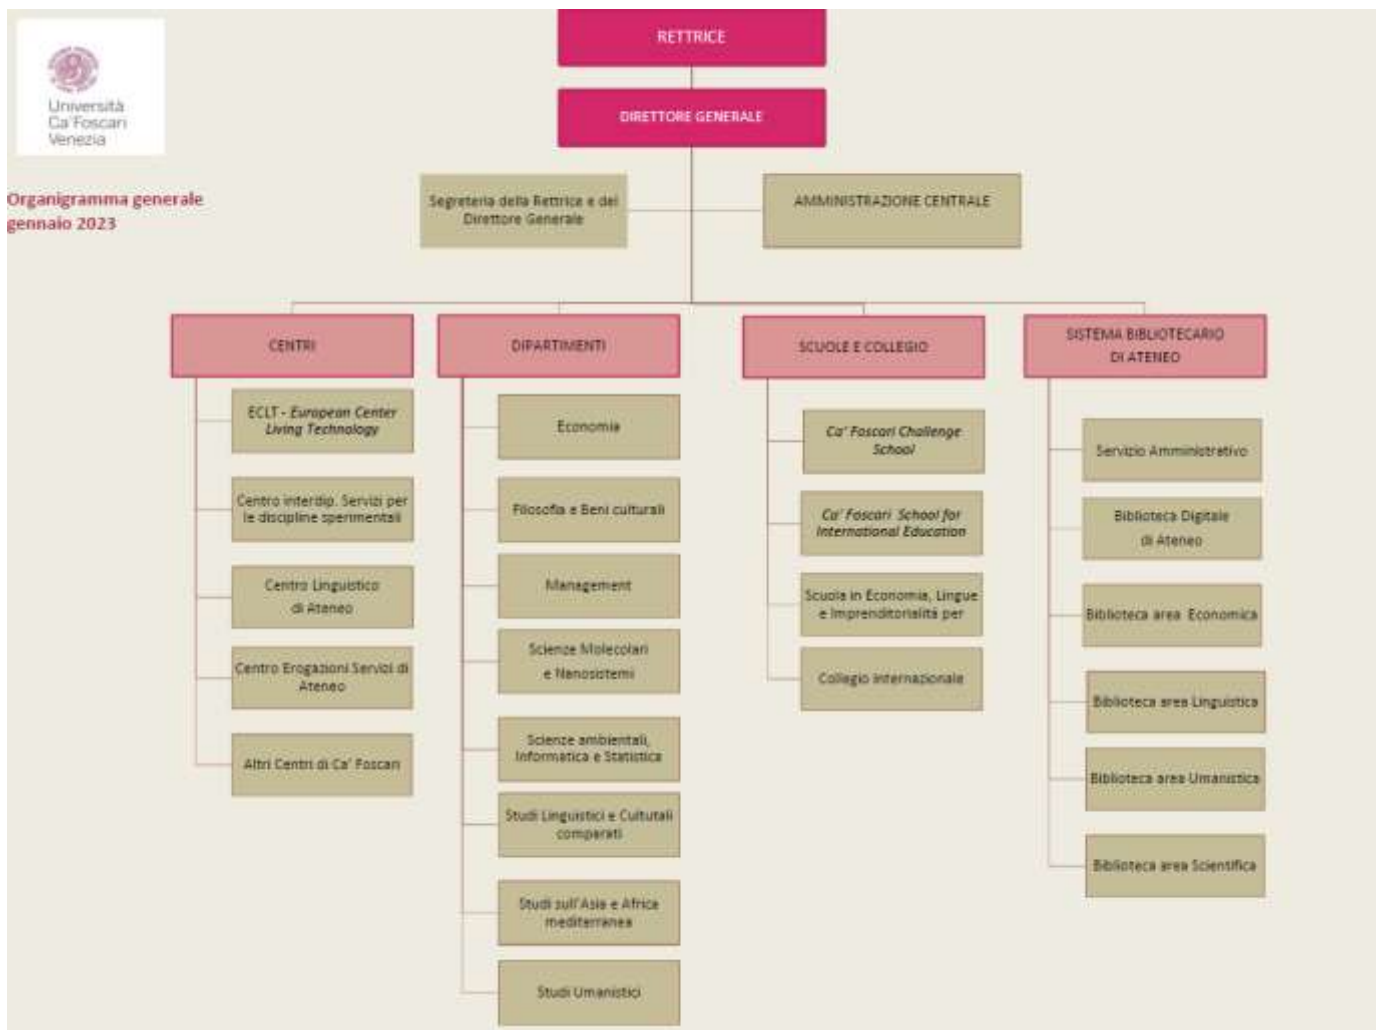 RETTRICE
DIRETTORE GENERALE
Università
Ca'Foscari
Venezia
Organigramma generale
gennaio 2023
Segreteria della Rettrice e del
Direttore Generale
AMMINISTRAZIONE CENTRALE
CENTRI
ECLT - European Center
Living Technology
Centro interdip. Servizi per
le discipline sperimentali
Centro Linguistico
di Ateneo
Centro Erogazioni Servizi di
Ateneo
Altri Centri di Ca' Foscari
DIPARTIMENTI
Economia
Filosofia e Beni culturali
Management
Scienze Molecolari
e Nanosistemi
Scienze ambientali,
Informatica e Statistica
Studi Linguistici e Cultutali
comparati
Studi sull'Asia e Africa
mediterranea
Studi Umanistici
SCUOLE E COLLEGIO
Ca' Foscari Challenge
School
Ca' Foscari School for
International Education
Scuola in Economia, Lingue
e Imprenditorialità per
Collegio Internazionale
SISTEMA BIBLIOTECARIO
DI ATENEO
Servizio Amministrativo
Biblioteca Digitale
di Ateneo
Biblioteca area Economica
Biblioteca area Linguistica
Biblioteca area Umanistica
Biblioteca area Scientifica